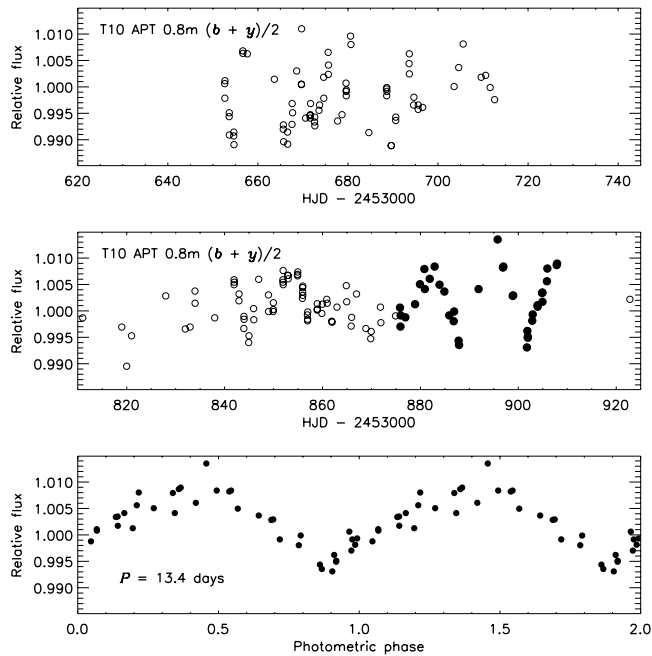 T10 APT 0.8m (b + y)/2
1.010
1.005
1.000
0.995
0.990
Relative flux
620 640 660 680 700 720 740
HJD − 2453000
T10 APT 0.8m (b + y)/2
1.010
1.005
1.000
0.995
0.990
Relative flux
820 840 860 880 900 920
HJD − 2453000
1.010
1.005
1.000
0.995
0.990
Relative flux
P = 13.4 days
0.0 0.5 1.0 1.5 2.0
Photometric phase